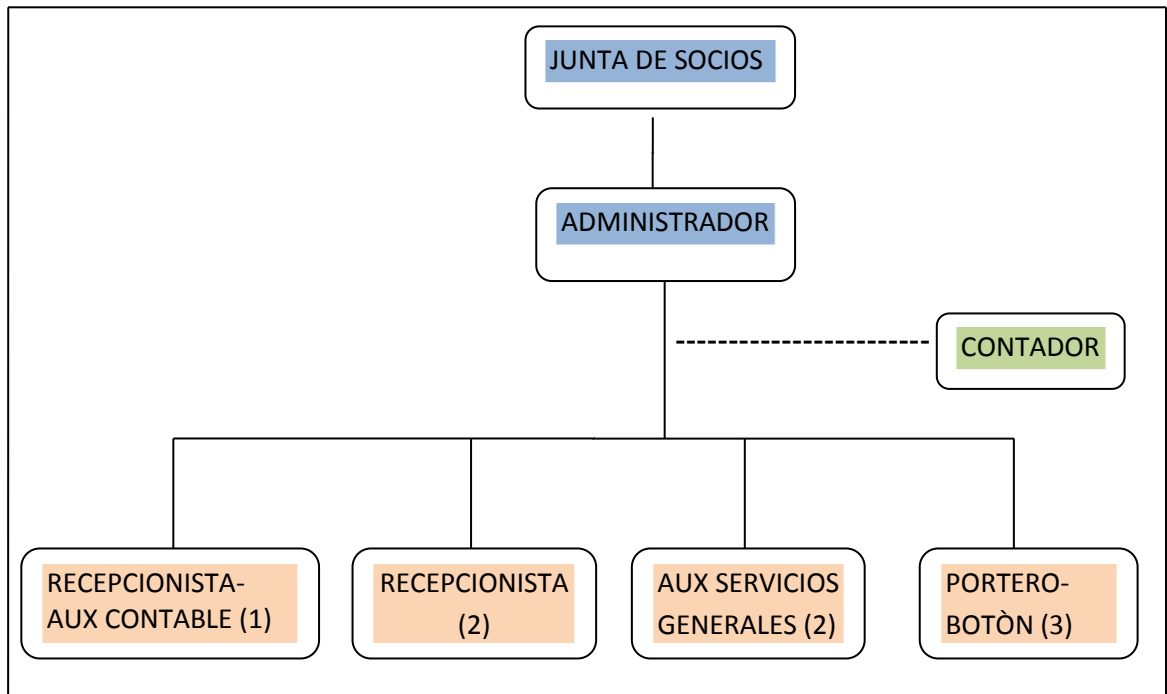 JUNTA DE SOCIOS
ADMINISTRADOR
CONTADOR
RECEPCIONISTA-
AUX CONTABLE (1)
RECEPCIONISTA
(2)
AUX SERVICIOS
GENERALES (2)
PORTERO-
BOTÒN (3)